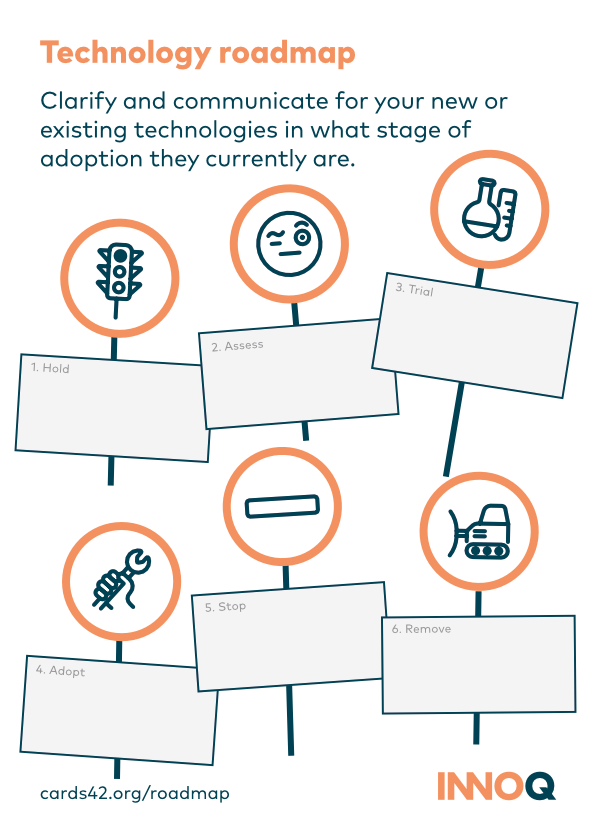 Technology roadmap
Clarify and communicate for your new or
existing technologies in what stage of
adoption they currently are.
1. Hold
2. Assess
3. Trial
4. Adopt
5. Stop
6. Remove
cards42.org/roadmap
INNOQ